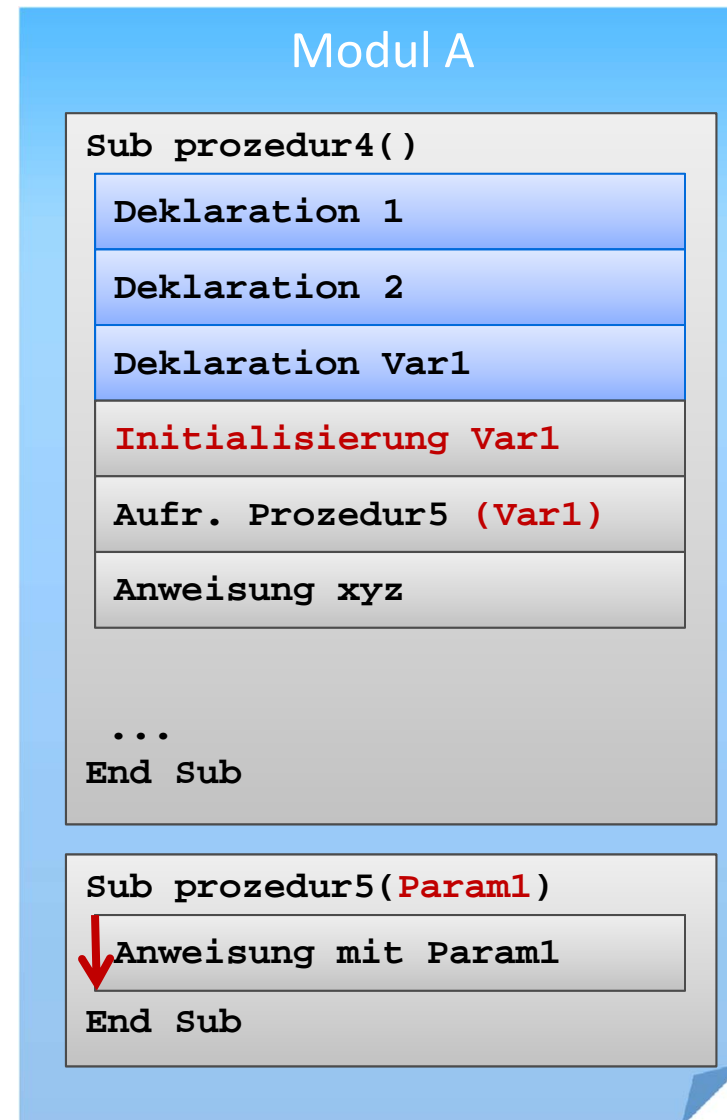 Modul A
Sub prozedur4()
Deklaration 1
Deklaration 2
Deklaration Var1
Initialisierung Var1
Aufr. Prozedur5 (Var1)
Anweisung xyz
...
End Sub
Sub prozedur5(Param1)
Anweisung mit Param1
End Sub